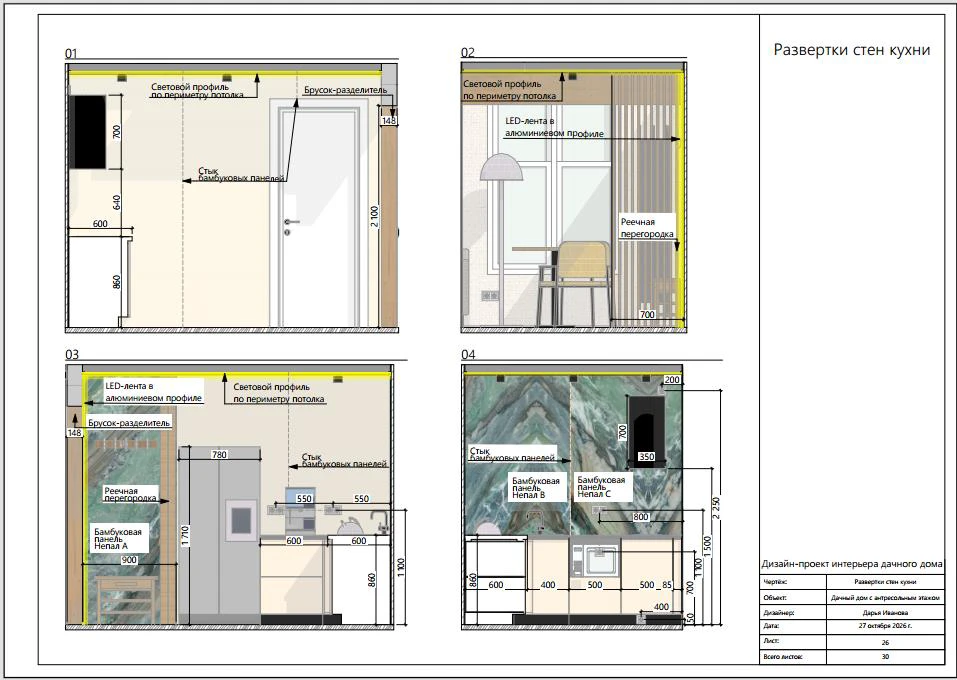 Развертки стен кухни
01
Световой профиль
по периметру потолка
Брусок-разделитель
148
700
Стык
бамбуковых панелей
640
600
2 100
860
02
Световой профиль
по периметру потолка
LED-лента в
алюминиевом профиле
Реечная
перегородка
700
03
LED-лента в
алюминиевом профиле
Световой профиль
по периметру потолка
Брусок-разделитель
148
780
Стык
бамбуковых панелей
Реечная
перегородка
550
550
Бамбуковая
панель
Непал А
1 710
600
600
900
860
1 100
04
200
700
Стык
бамбуковых панелей
350
Бамбуковая
панель
Непал B
Бамбуковая
панель
Непал C
2 250
800
1 500
1 100
860
600
400
500
500
85
700
400
50
Дизайн-проект интерьера дачного дома
Чертёж:
Развертки стен кухни
Объект:
Дачный дом с антресольным этажом
Дизайнер:
Дарья Иванова
Дата:
27 октября 2026 г.
Лист:
26
Всего листов:
30